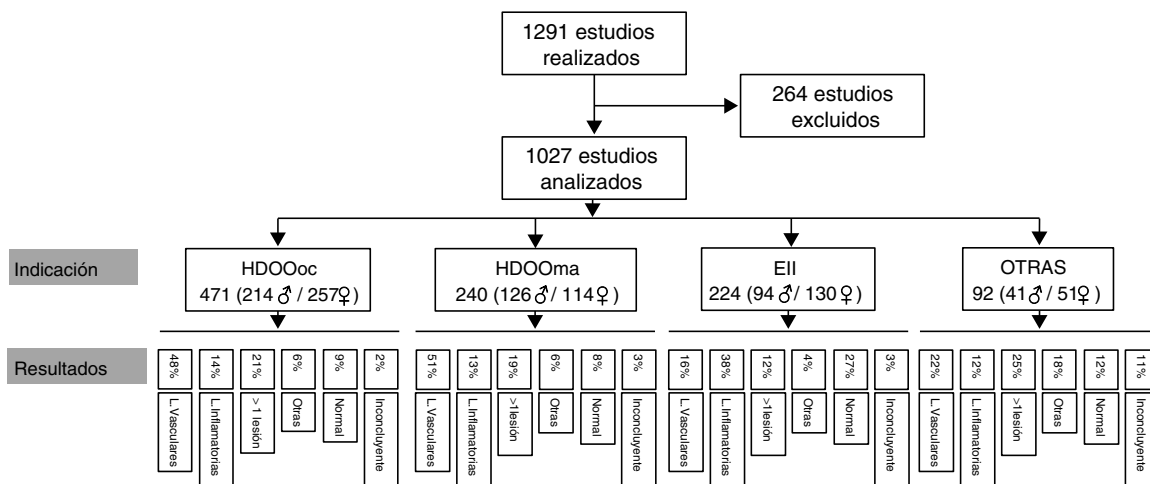 1291 estudios
realizados
264 estudios
excluidos
1027 estudios
analizados
Indicación
HDOOoc
471 (214 ♂ / 257♀)
HDOOma
240 (126 ♂ / 114♀)
EII
224 (94 ♂ / 130♀)
OTRAS
92 (41♂ / 51♀)
Resultados
48%
14%
21%
6%
9%
2%
L.Vasculares
L.Inflamatorias
> 1 lesión
Otras
Normal
Inconcluyente
51%
13%
19%
6%
8%
3%
L.Vasculares
L.Inflamatorias
>1lesión
Otras
Normal
Inconcluyente
16%
38%
12%
4%
27%
3%
L.Vasculares
L.Inflamatorias
>1lesión
Otras
Normal
Inconcluyente
22%
12%
25%
18%
12%
11%
L.Vasculares
L.Inflamatorias
>1lesión
Otras
Normal
Inconcluyente